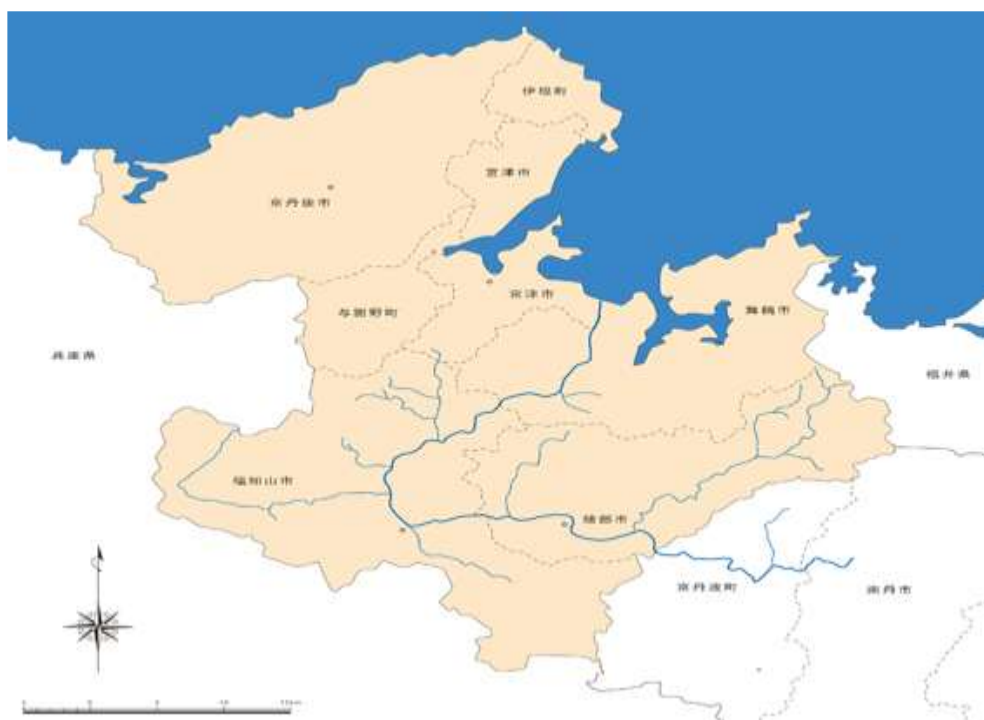 伊根町
宮津市
京丹後市
宮津市
与謝野町
舞鶴市
兵庫県
福井県
福知山市
綾部市
京丹波町
南丹市